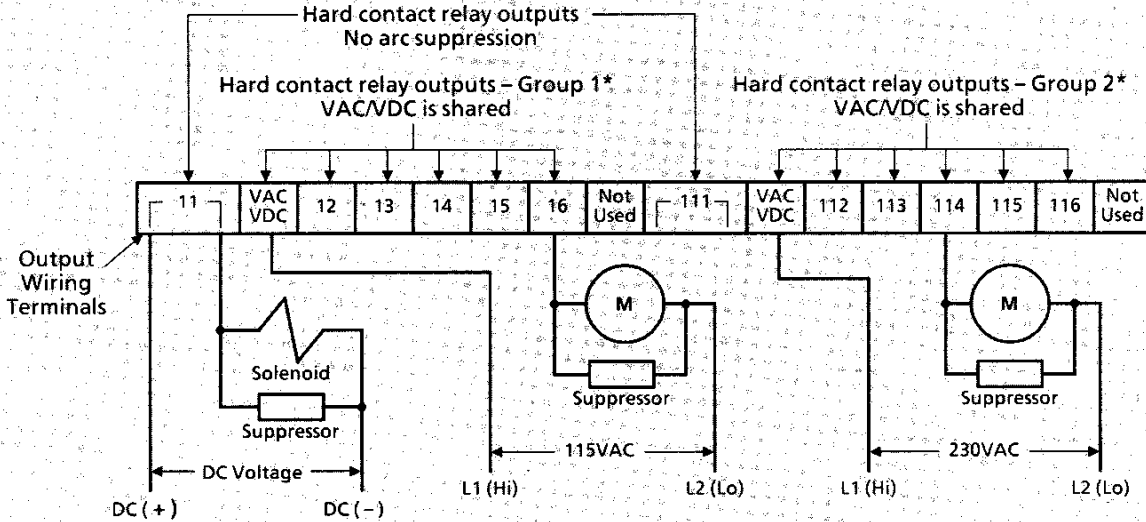 Hard contact relay outputs
No arc suppression
Hard contact relay outputs – Group 1*
VAC/VDC is shared
Hard contact relay outputs – Group 2*
VAC/VDC is shared
11
VAC
VDC
12
13
14
15
16
Not
Used
111
VAC
VDC
112
113
114
115
116
Not
Used
Output
Wiring
Terminals
M
M
Solenoid
Suppressor
Suppressor
Suppressor
DC Voltage
115VAC
230VAC
DC (+)
DC (–)
L1 (Hi)
L2 (Lo)
L1 (Hi)
L2 (Lo)